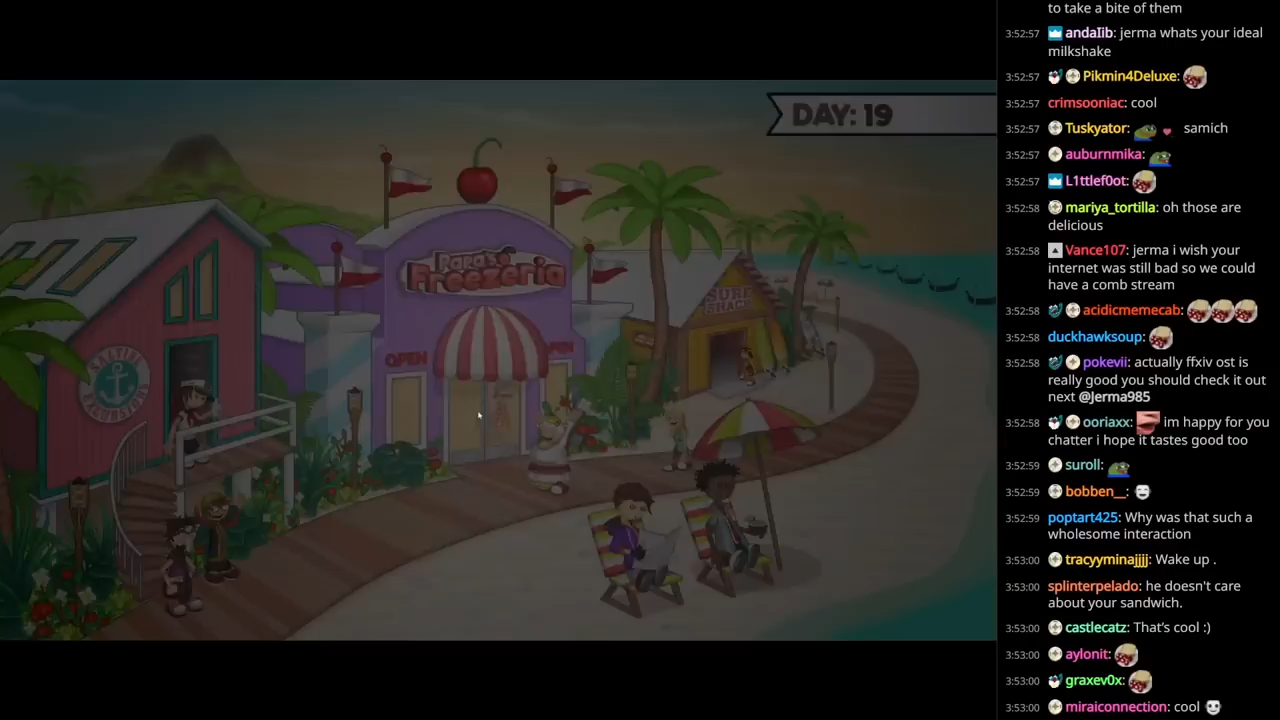 DAY: 19
Papa's
Freezeria
SURF
SHACK
OPEN
OPEN
SANTINI
EXCURSIONS
to take a bite of them
3:52:57 andaIib: jerma whats your ideal
milkshake
3:52:57 Pikmin4Deluxe:
3:52:57 crimsooniac: cool
3:52:57 Tuskyator: samich
3:52:57 auburnmika:
3:52:57 L1ttlef0ot:
3:52:58 mariya_tortilla: oh those are
delicious
3:52:58 Vance107: jerma i wish your
internet was still bad so we could
have a comb stream
3:52:58 acidicmemecab:
3:52:58 duckhawksoup:
3:52:58 pokevii: actually ffxiv ost is
really good you should check it out
next @Jerma985
3:52:58 ooriaxx: im happy for you
chatter i hope it tastes good too
3:52:59 suroll:
3:52:59 bobben__:
3:52:59 poptart425: Why was that such a
wholesome interaction
3:53:00 tracyyminajjjj: Wake up .
3:53:00 splinterpelado: he doesn't care
about your sandwich.
3:53:00 castlecatz: That's cool :)
3:53:00 aylonit:
3:53:00 graxev0x:
3:53:00 miraiconnection: cool